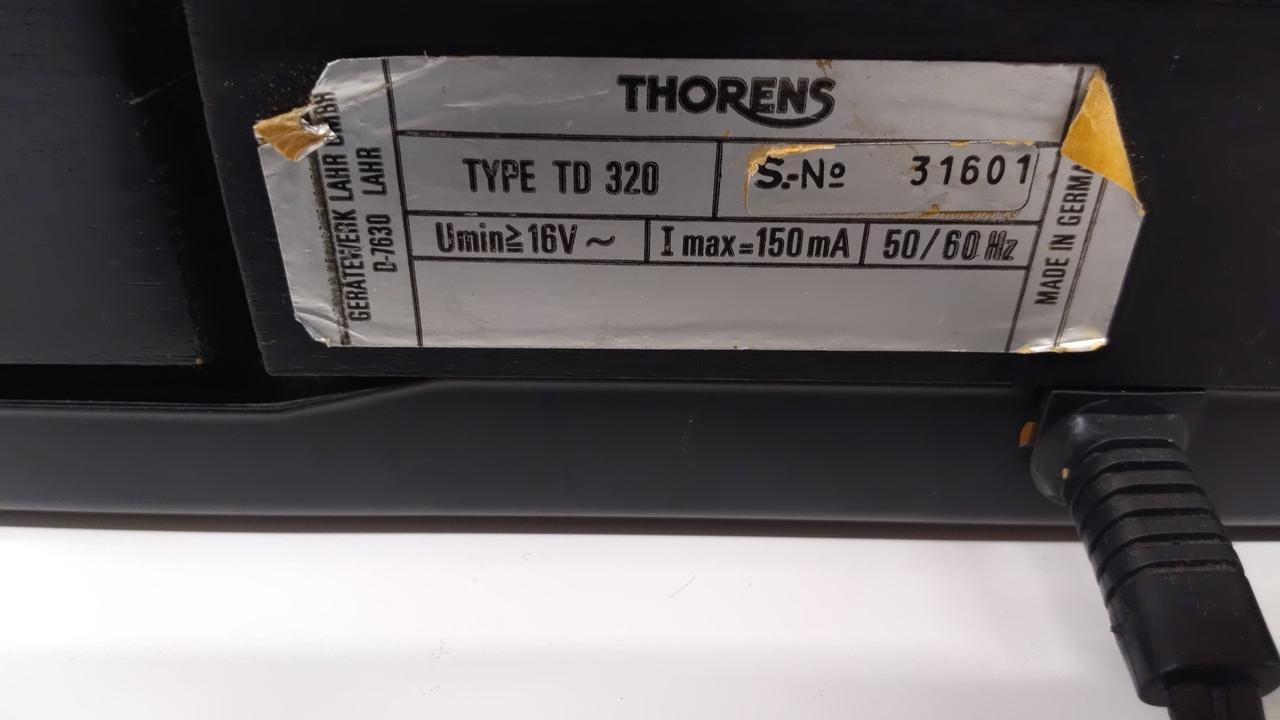 THORENS
TYPE TD 320
S.-Nº 31601
Umin≥16V ~
I max=150mA
50/60 Hz
GERÄTEWERK LAHR GMBH
D-7630 LAHR
MADE IN GERMA